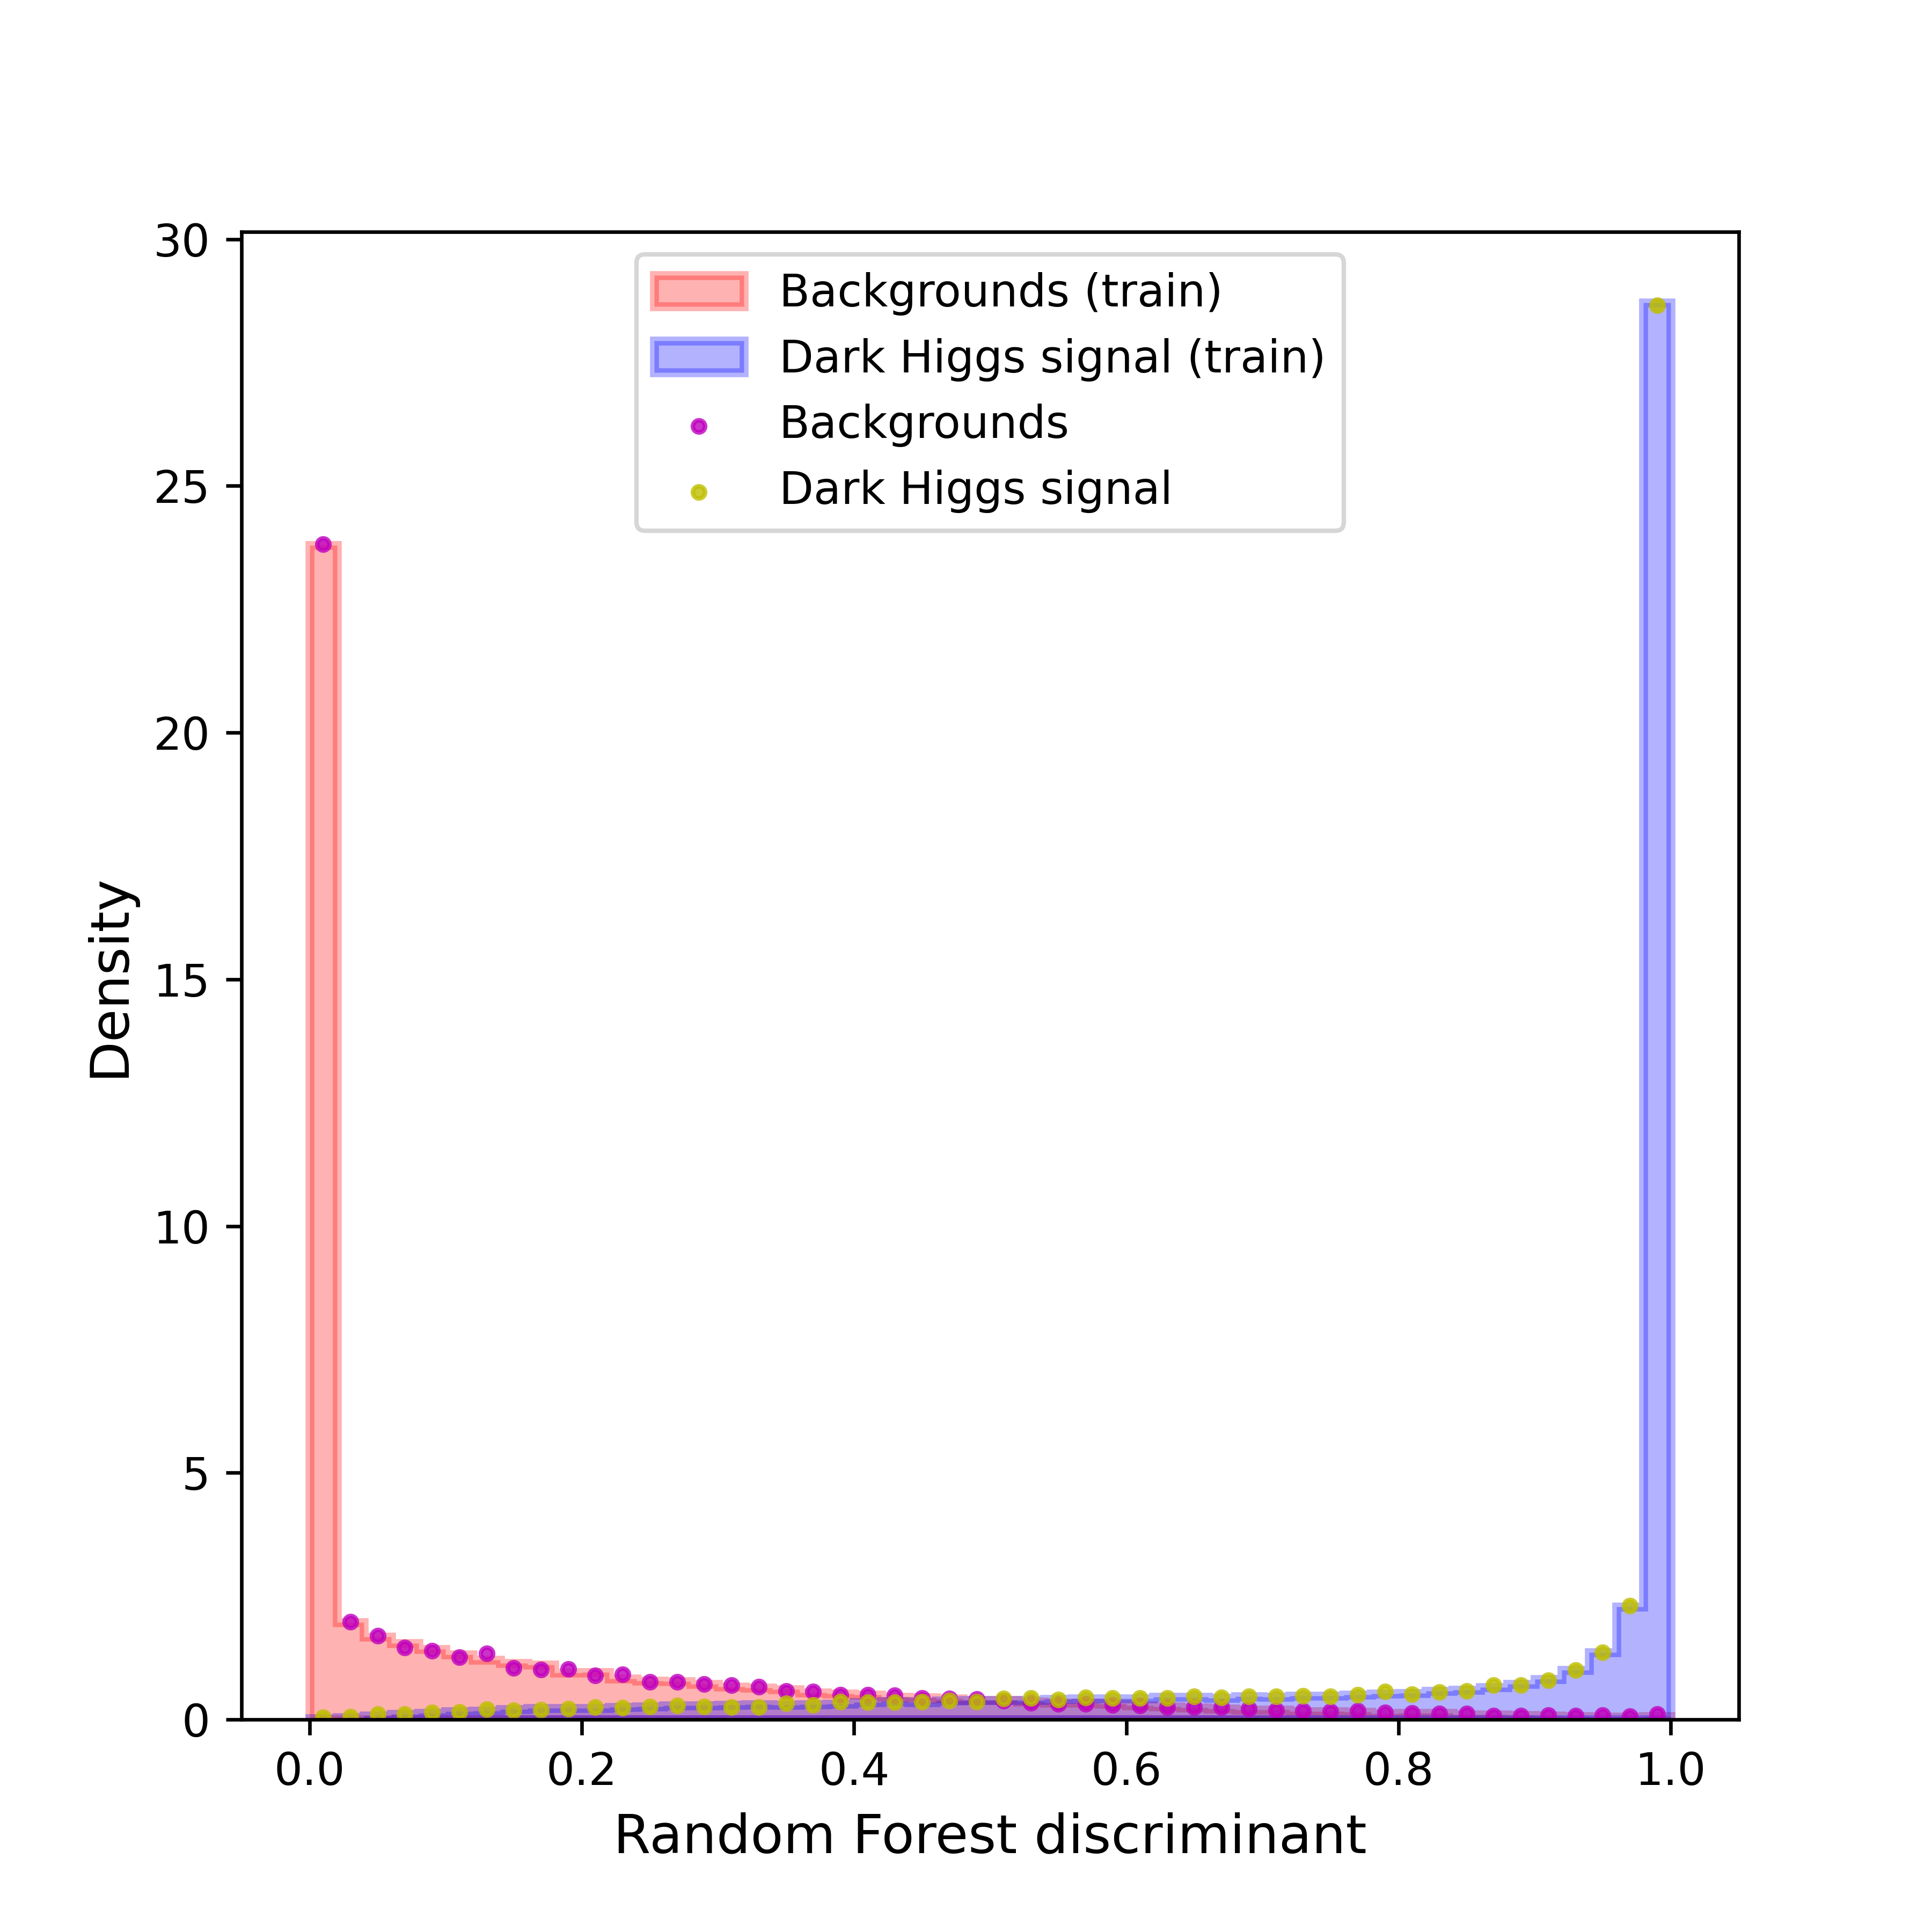 30
25
20
15
10
5
0
Density
Backgrounds (train)
Dark Higgs signal (train)
Backgrounds
Dark Higgs signal
0.0 0.2 0.4 0.6 0.8 1.0
Random Forest discriminant